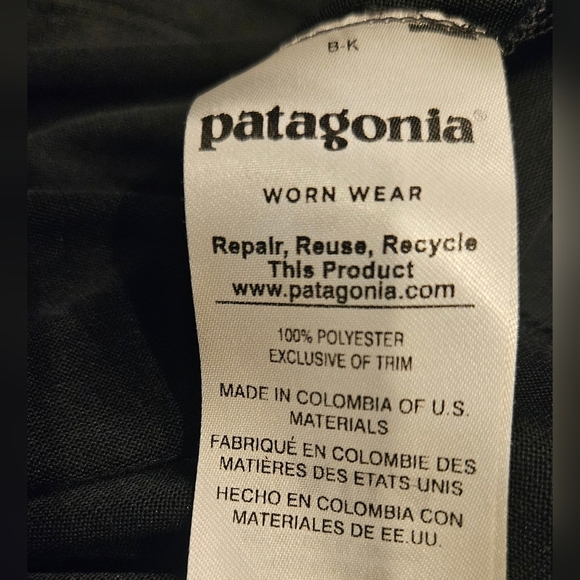 B-K
patagonia®
WORN WEAR
Repair, Reuse, Recycle
This Product
www.patagonia.com
100% POLYESTER
EXCLUSIVE OF TRIM
MADE IN COLOMBIA OF U.S.
MATERIALS
FABRIQUÉ EN COLOMBIE DES
MATIÈRES DES ETATS-UNIS
HECHO EN COLOMBIA CON
MATERIALES DE EE.UU.